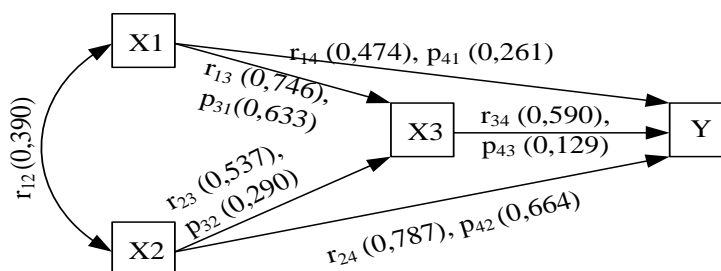 X1
r14 (0,474), p41 (0,261)
r13 (0,746),
p31(0,633)
r12 (0,390)
X3
r34 (0,590),
p43 (0,129)
Y
r23 (0,537),
p32 (0,290)
X2
r24 (0,787), p42 (0,664)